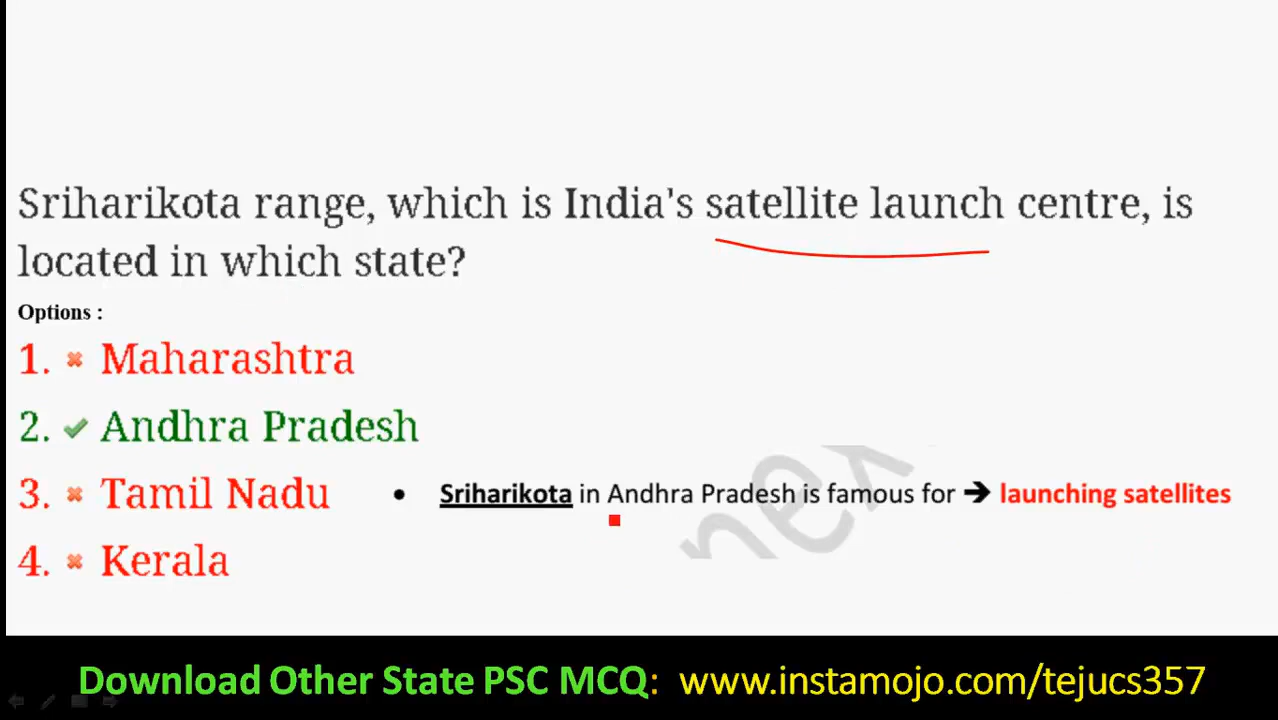 Sriharikota range, which is India's satellite launch centre, is
located in which state?
Options :
1. Maharashtra
2. Andhra Pradesh
3. Tamil Nadu
• Sriharikota in Andhra Pradesh is famous for ➔ launching satellites
4. Kerala
Download Other State PSC MCQ: www.instamojo.com/tejucs357